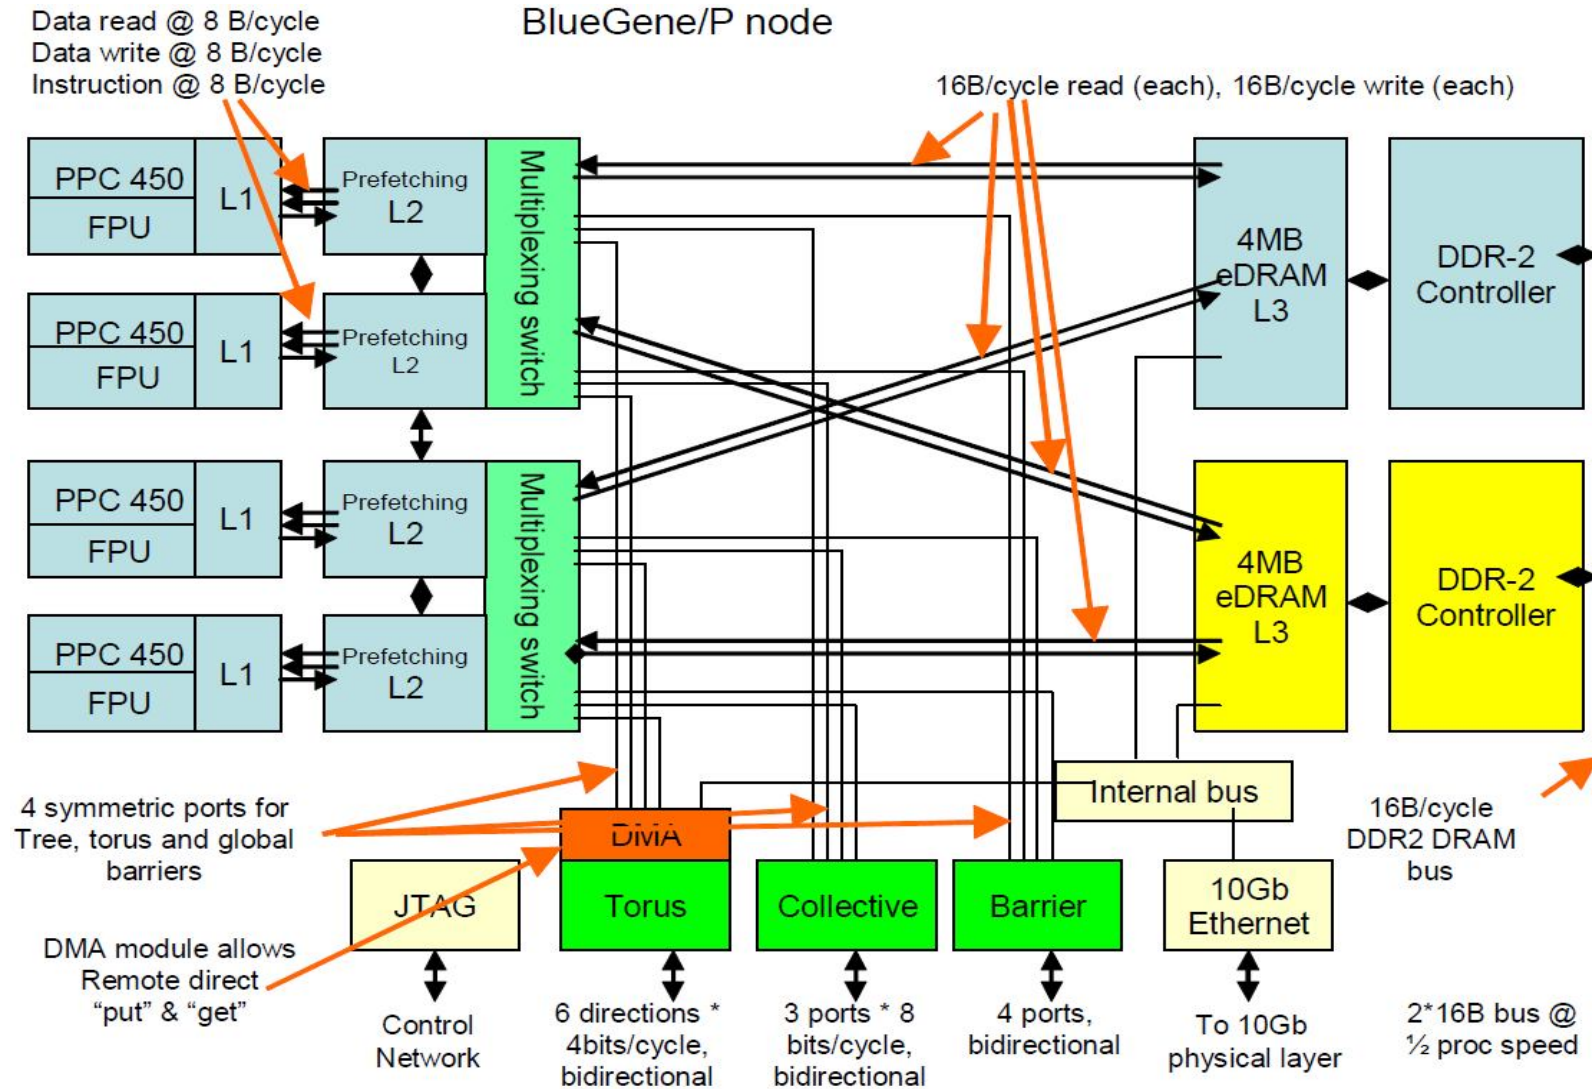 BlueGene/P node
Data read @ 8 B/cycle
Data write @ 8 B/cycle
Instruction @ 8 B/cycle
16B/cycle read (each), 16B/cycle write (each)
PPC 450
FPU
L1
Prefetching
L2
PPC 450
FPU
L1
Prefetching
L2
Multiplexing switch
PPC 450
FPU
L1
Prefetching
L2
PPC 450
FPU
L1
Prefetching
L2
Multiplexing switch
4MB
eDRAM
L3
DDR-2
Controller
4MB
eDRAM
L3
DDR-2
Controller
Internal bus
4 symmetric ports for
Tree, torus and global
barriers
16B/cycle
DDR2 DRAM
bus
DMA
JTAG
Torus
Collective
Barrier
10Gb
Ethernet
DMA module allows
Remote direct
“put” & “get”
Control
Network
6 directions *
4bits/cycle,
bidirectional
3 ports * 8
bits/cycle,
bidirectional
4 ports,
bidirectional
To 10Gb
physical layer
2*16B bus @
½ proc speed